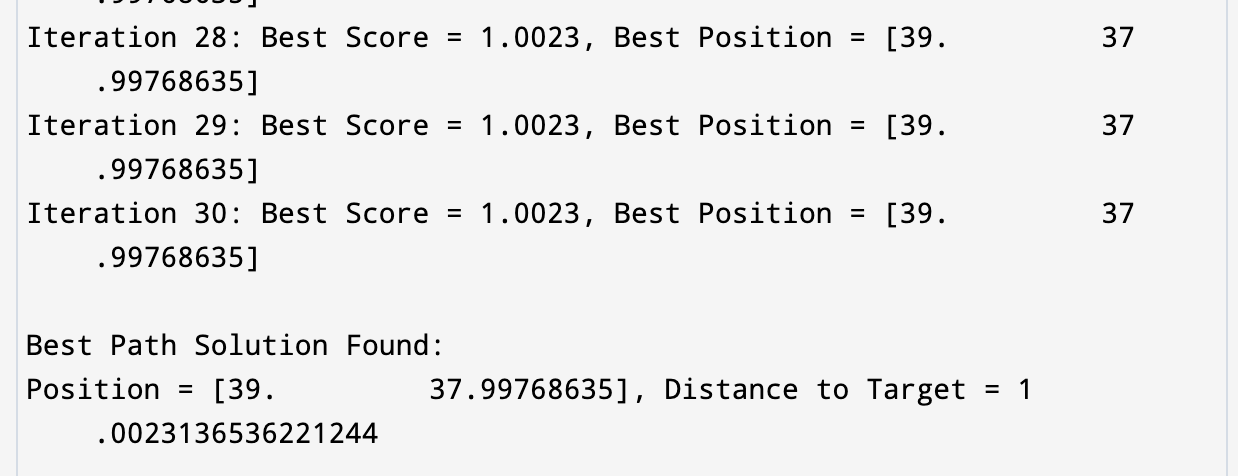 .99768635]
Iteration 28: Best Score = 1.0023, Best Position = [39.         37
    .99768635]
Iteration 29: Best Score = 1.0023, Best Position = [39.         37
    .99768635]
Iteration 30: Best Score = 1.0023, Best Position = [39.         37
    .99768635]

Best Path Solution Found:
Position = [39.         37.99768635], Distance to Target = 1
    .0023136536221244